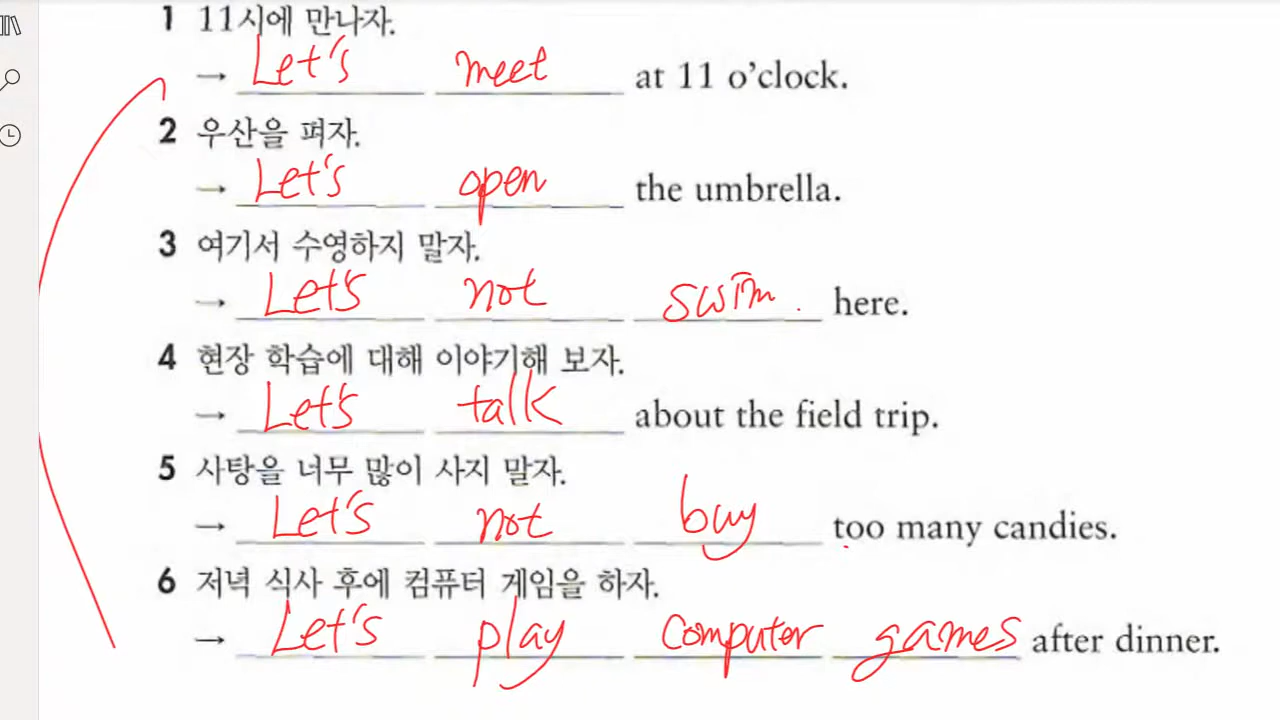 1 11시에 만나자.
→ Let's meet at 11 o'clock.
2 우산을 펴자.
→ Let's open the umbrella.
3 여기서 수영하지 말자.
→ Let's not swim here.
4 현장 학습에 대해 이야기해 보자.
→ Let's talk about the field trip.
5 사탕을 너무 많이 사지 말자.
→ Let's not buy too many candies.
6 저녁 식사 후에 컴퓨터 게임을 하자.
→ Let's play computer games after dinner.